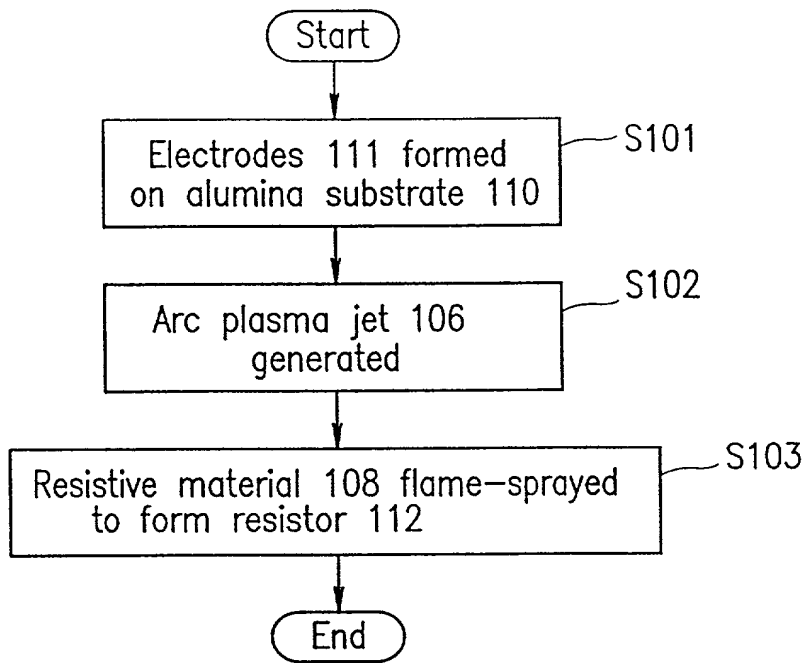 Start
Electrodes 111 formed
on alumina substrate 110
S101
Arc plasma jet 106
generated
S102
Resistive material 108 flame-sprayed
to form resistor 112
S103
End